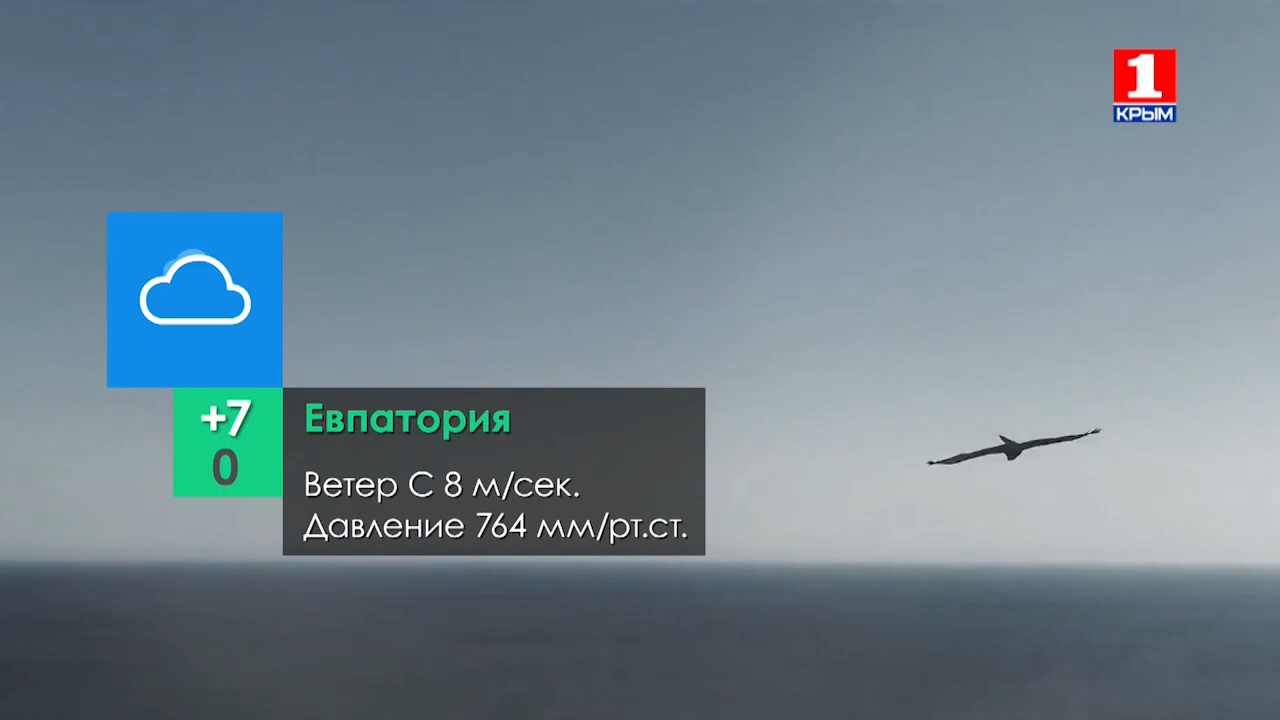 1
КРЫМ
+7
0
Евпатория
Ветер С 8 м/сек.
Давление 764 мм/рт.ст.